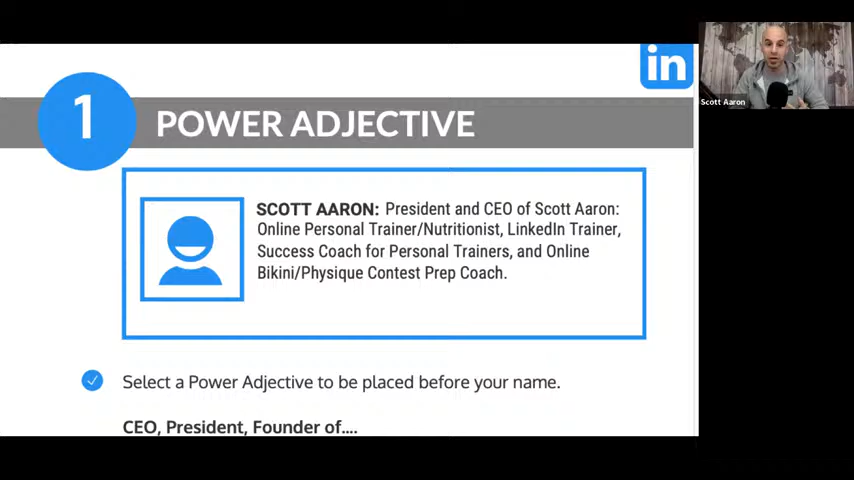 in
1
POWER ADJECTIVE
SCOTT AARON: President and CEO of Scott Aaron:
Online Personal Trainer/Nutritionist, LinkedIn Trainer,
Success Coach for Personal Trainers, and Online
Bikini/Physique Contest Prep Coach.
Select a Power Adjective to be placed before your name.
CEO, President, Founder of....
Scott Aaron